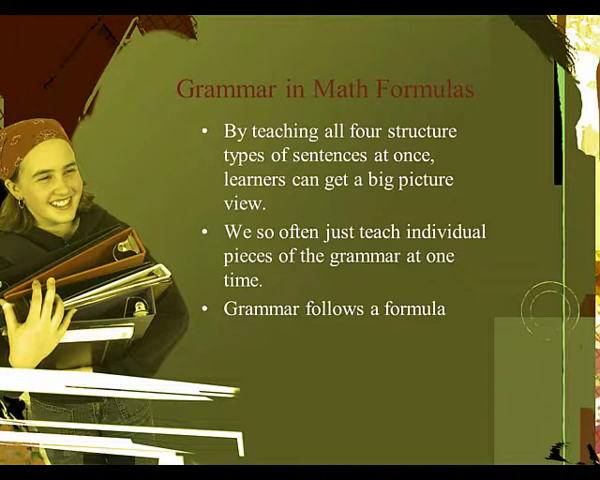 Grammar in Math Formulas
• By teaching all four structure
types of sentences at once,
learners can get a big picture
view.
• We so often just teach individual
pieces of the grammar at one
time.
• Grammar follows a formula